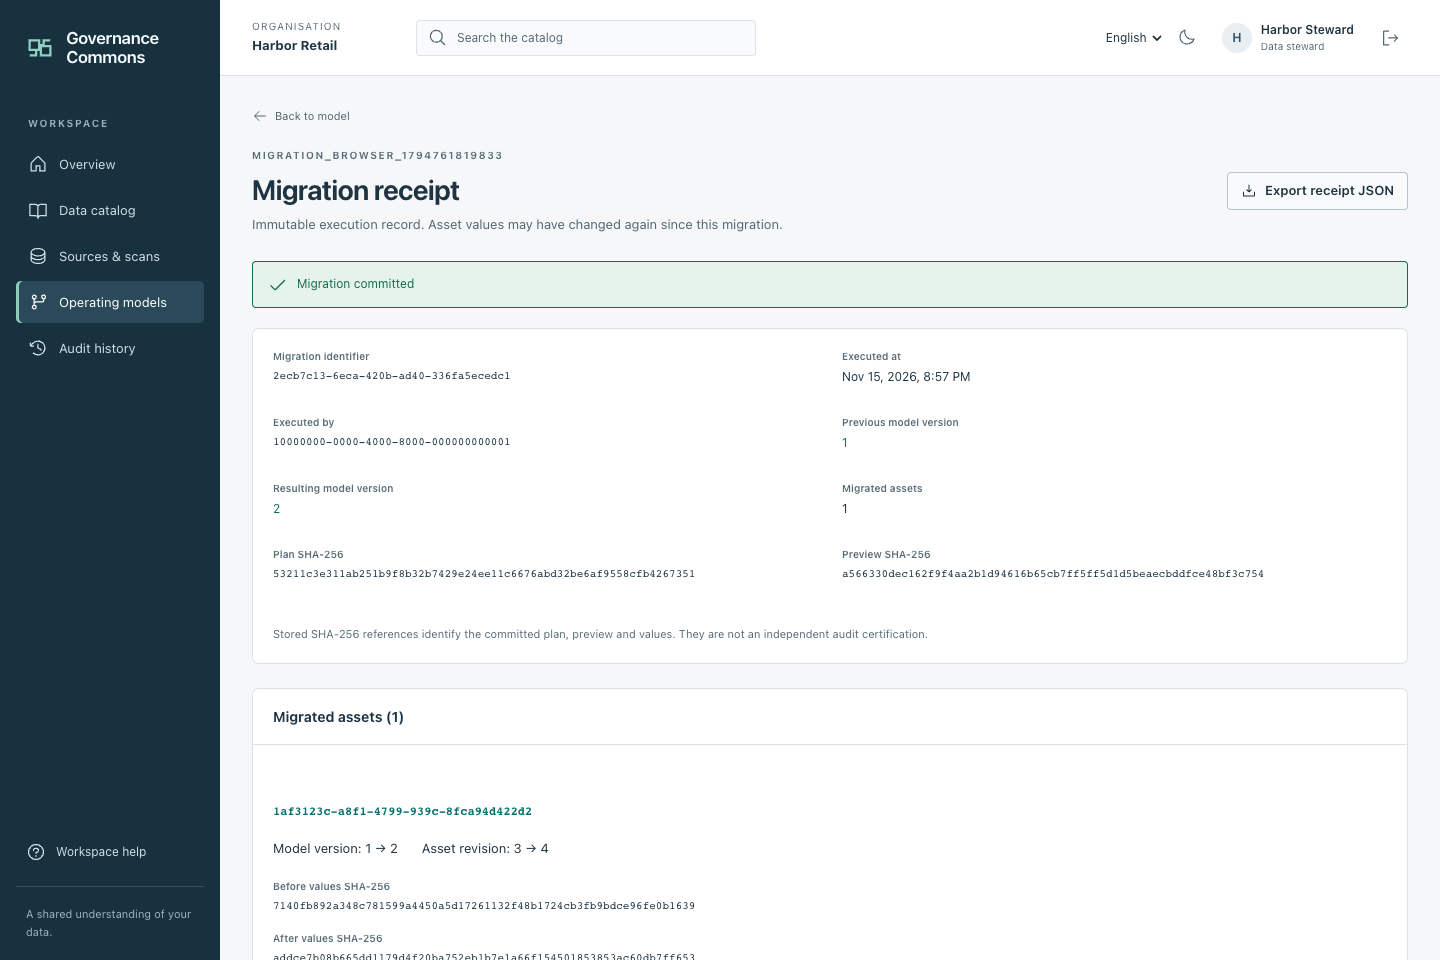 Governance
Commons
WORKSPACE
Overview
Data catalog
Sources & scans
Operating models
Audit history
Workspace help
A shared understanding of your
data.
ORGANISATION
Harbor Retail
Search the catalog
English
H
Harbor Steward
Data steward
Back to model
MIGRATION_BROWSER_1794761819833
Migration receipt
Export receipt JSON
Immutable execution record. Asset values may have changed again since this migration.
Migration committed
Migration identifier
2ecb7c13-6eca-420b-ad40-336fa5ecedc1
Executed at
Nov 15, 2026, 8:57 PM
Executed by
10000000-0000-4000-8000-000000000001
Previous model version
1
Resulting model version
2
Migrated assets
1
Plan SHA-256
53211c3e311ab251b9f8b32b7429e24ee11c6676abd32be6af9558cfb4267351
Preview SHA-256
a566330dec162f9f4aa2b1d94616b65cb7ff5ff5d1d5beaecbddfce48bf3c754
Stored SHA-256 references identify the committed plan, preview and values. They are not an independent audit certification.
Migrated assets (1)
1af3123c-a8f1-4799-939c-8fca94d422d2
Model version: 1 → 2 Asset revision: 3 → 4
Before values SHA-256
7140fb892a348c781599a4450a5d17261132f48b1724cb3fb9bdce96fe0b1639
After values SHA-256